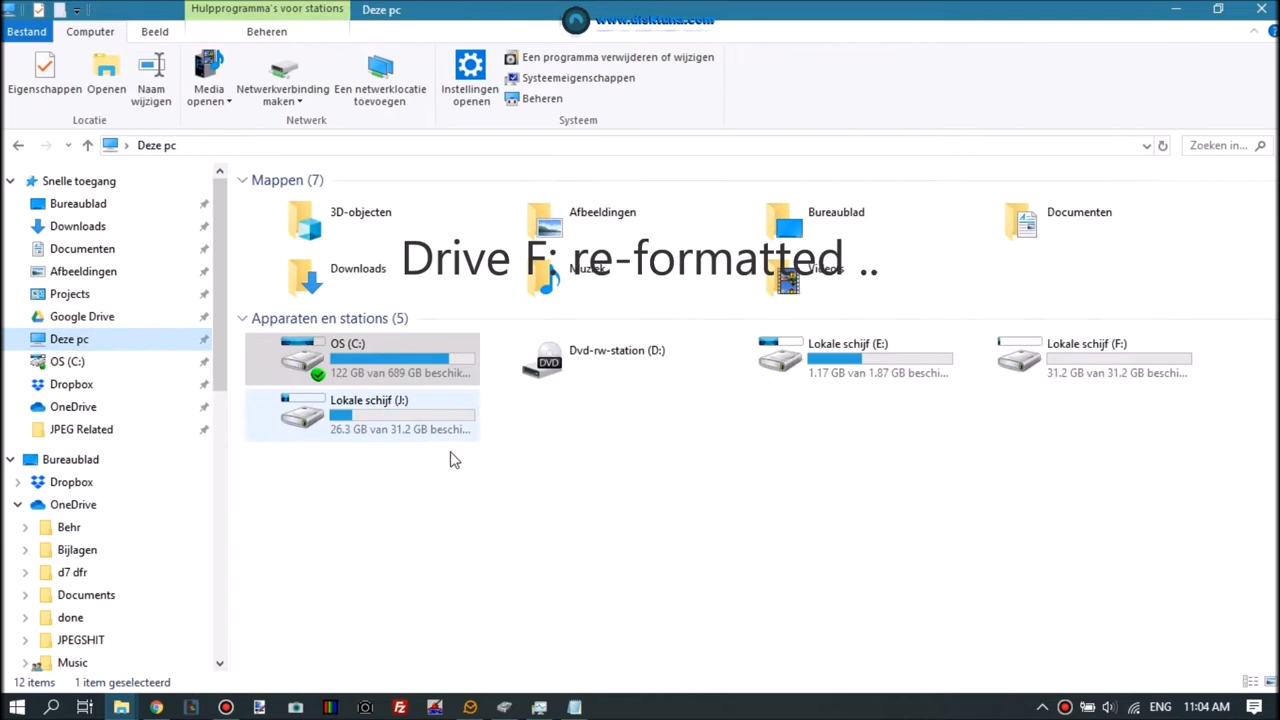 Hulpprogramma's voor stations
Deze pc
www.disktuna.com
Bestand
Computer
Beeld
Beheren
Eigenschappen
Openen
Naam wijzigen
Media openen
Netwerkverbinding maken
Een netwerklocatie toevoegen
Instellingen openen
Een programma verwijderen of wijzigen
Systeemeigenschappen
Beheren
Locatie
Netwerk
Systeem
Deze pc
Zoeken in...
Snelle toegang
Bureaublad
Downloads
Documenten
Afbeeldingen
Projects
Google Drive
Deze pc
OS (C:)
Dropbox
OneDrive
JPEG Related
Bureaublad
Dropbox
OneDrive
Behr
Bijlagen
d7 dfr
Documents
done
JPEGSHIT
Music
Mappen (7)
3D-objecten
Afbeeldingen
Bureaublad
Documenten
Downloads
Muziek
Video's
Drive F: re-formatted ..
Apparaten en stations (5)
OS (C:)
122 GB van 689 GB beschik...
Dvd-rw-station (D:)
DVD
Lokale schijf (E:)
1.17 GB van 1.87 GB beschi...
Lokale schijf (F:)
31.2 GB van 31.2 GB beschi...
Lokale schijf (J:)
26.3 GB van 31.2 GB beschi...
12 items
1 item geselecteerd
ENG
11:04 AM